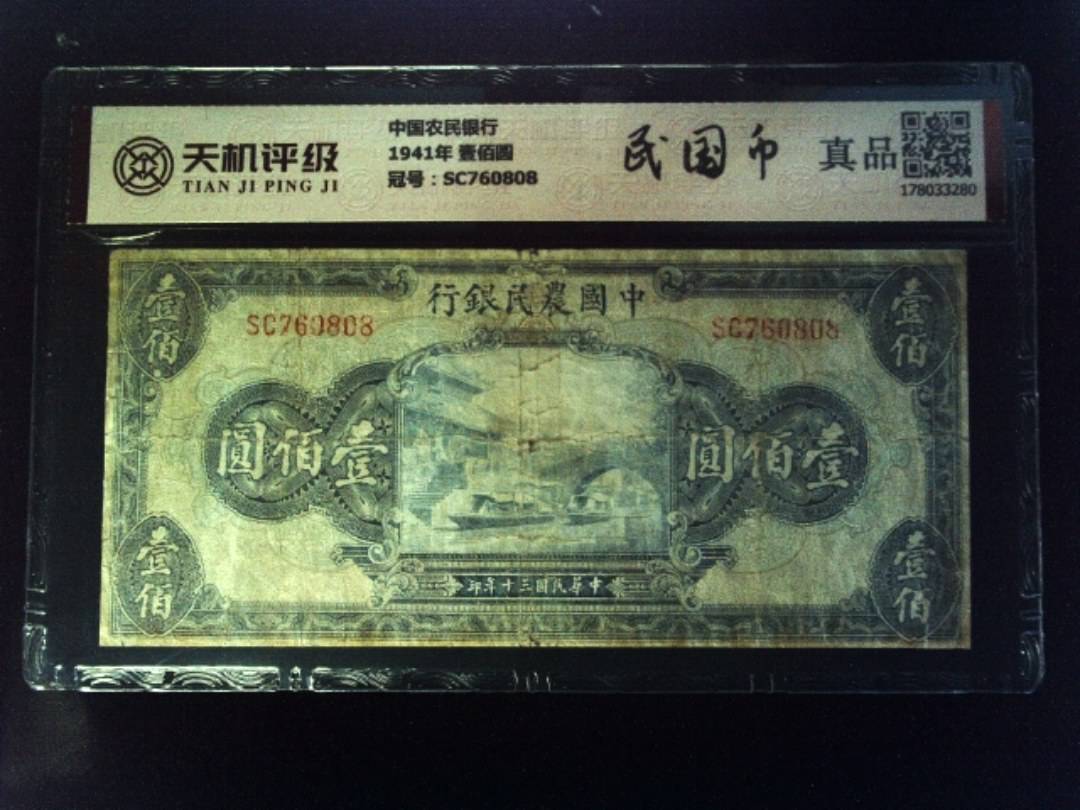 天机评级
TIAN JI PING JI
中国农民银行
1941年 壹佰圆
冠号：SC760808
民国币
真品
178033280
行銀民農國中
壹佰
壹佰
SC760808
SC760808
圓佰壹
圓佰壹
印年十三國民華中
壹佰
壹佰